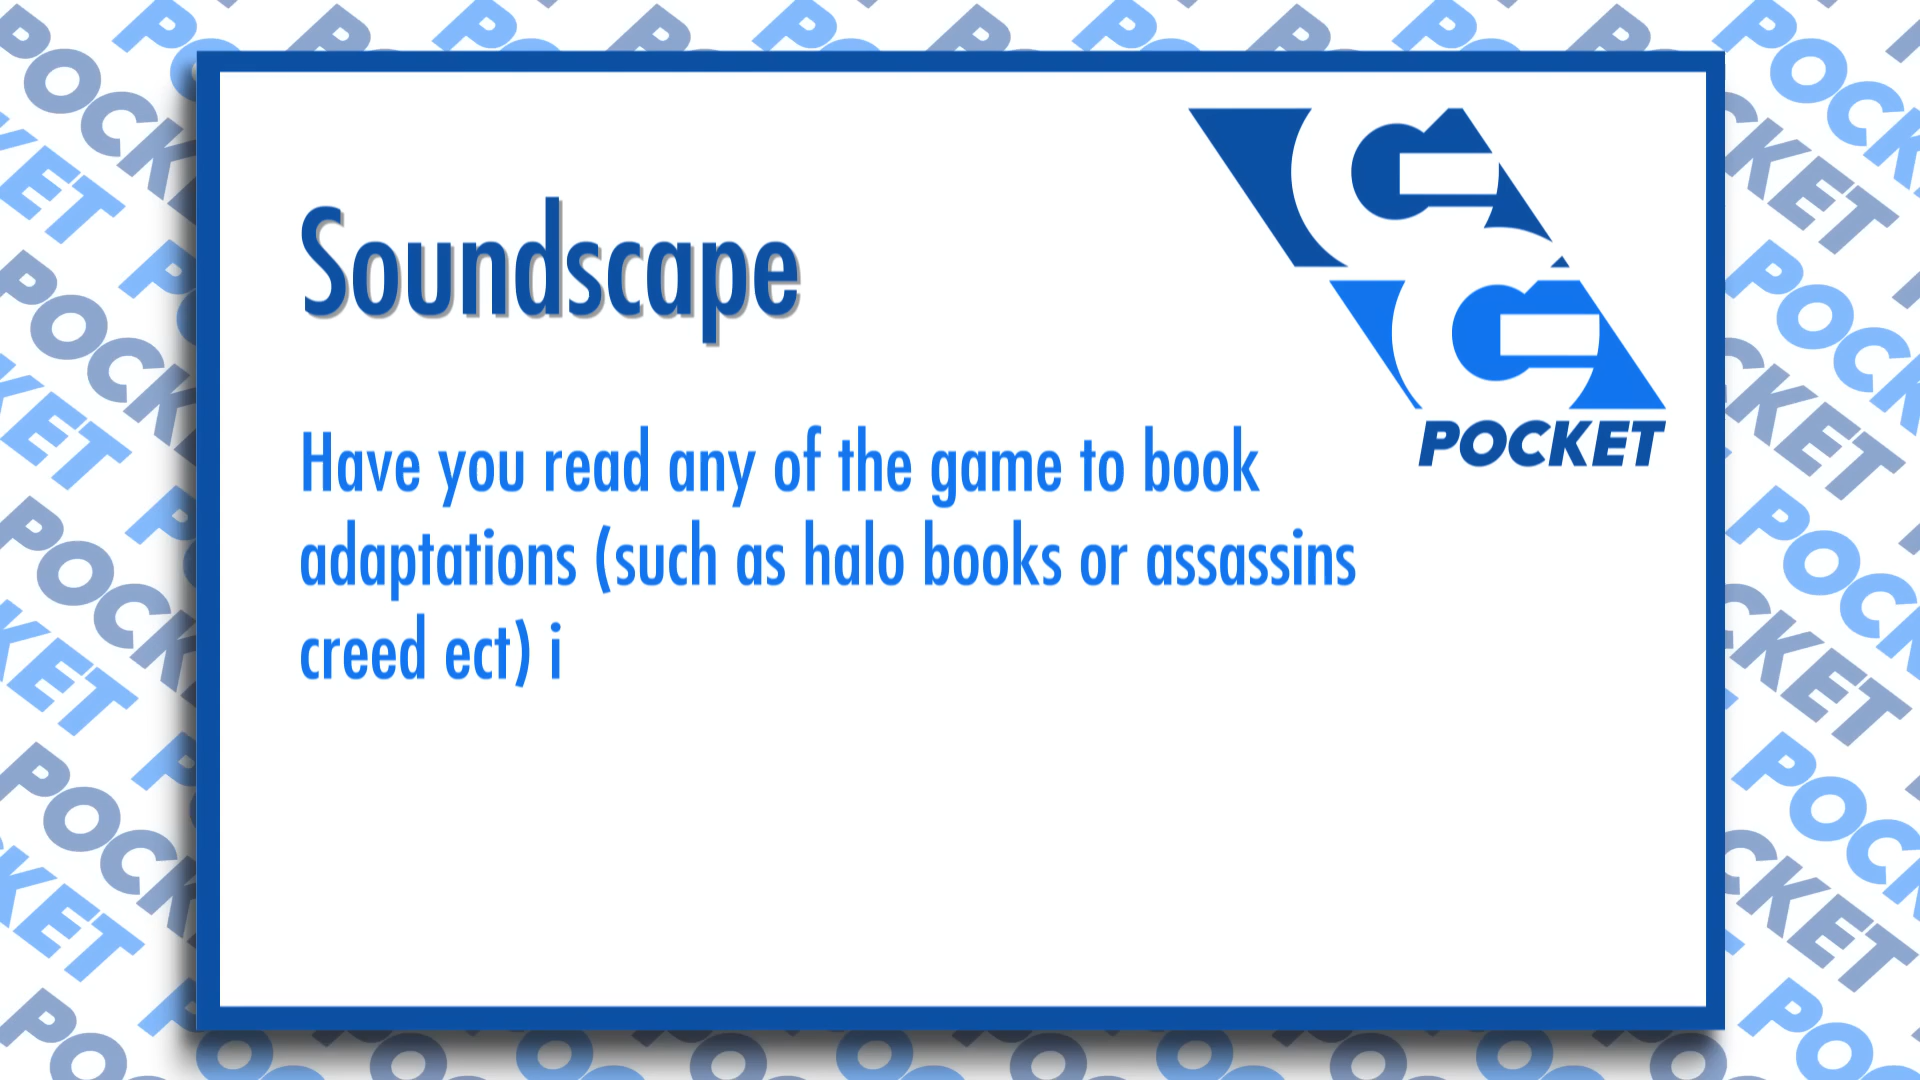 Soundscape
POCKET
Have you read any of the game to book
adaptations (such as halo books or assassins
creed ect) i